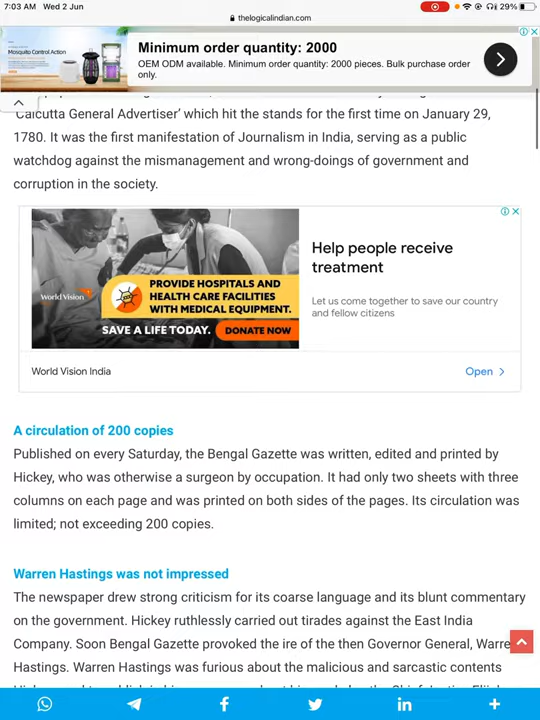 7:03 AM Wed 2 Jun
29%
thelogicalindian.com
Minimum order quantity: 2000
OEM ODM available. Minimum order quantity: 2000 pieces. Bulk purchase order
only.
Mosquito Control Action
'Calcutta General Advertiser' which hit the stands for the first time on January 29,
1780. It was the first manifestation of Journalism in India, serving as a public
watchdog against the mismanagement and wrong-doings of government and
corruption in the society.
World Vision
PROVIDE HOSPITALS AND
HEALTH CARE FACILITIES
WITH MEDICAL EQUIPMENT.
SAVE A LIFE TODAY. DONATE NOW
Help people receive
treatment
Let us come together to save our country
and fellow citizens
World Vision India
Open
A circulation of 200 copies
Published on every Saturday, the Bengal Gazette was written, edited and printed by
Hickey, who was otherwise a surgeon by occupation. It had only two sheets with three
columns on each page and was printed on both sides of the pages. Its circulation was
limited; not exceeding 200 copies.
Warren Hastings was not impressed
The newspaper drew strong criticism for its coarse language and its blunt commentary
on the government. Hickey ruthlessly carried out tirades against the East India
Company. Soon Bengal Gazette provoked the ire of the then Governor General, Warre
Hastings. Warren Hastings was furious about the malicious and sarcastic contents